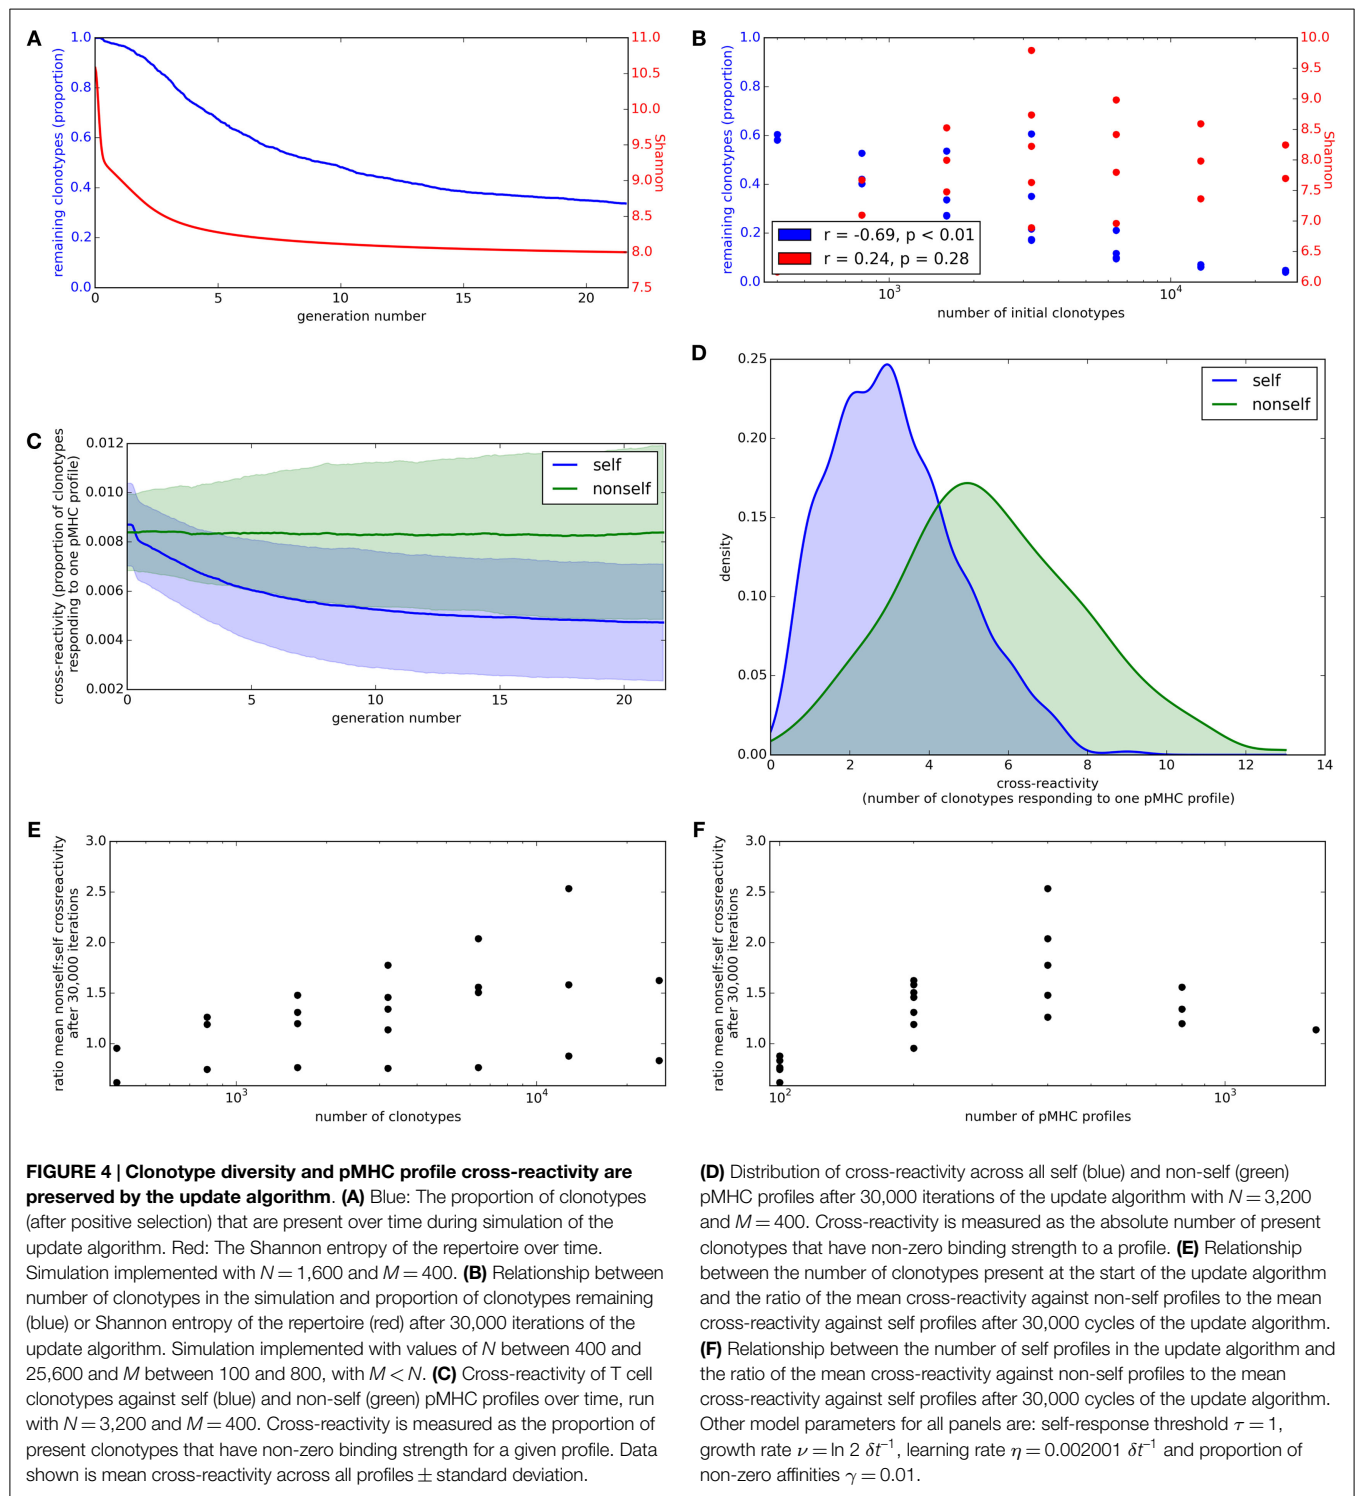 A
1.0
0.8
0.6
0.4
0.2
0.0
remaining clonotypes (proportion)
11.0
10.5
10.0
9.5
9.0
8.5
8.0
7.5
Shannon
0 5 10 15 20
generation number
B
1.0
0.8
0.6
0.4
0.2
0.0
remaining clonotypes (proportion)
10.0
9.5
9.0
8.5
8.0
7.5
7.0
6.5
6.0
Shannon
r = -0.69, p < 0.01
r = 0.24, p = 0.28
10³ 10⁴
number of initial clonotypes
C
0.012
0.010
0.008
0.006
0.004
0.002
cross-reactivity (proportion of clonotypes
responding to one pMHC profile)
self
nonself
0 5 10 15 20
generation number
D
0.25
0.20
0.15
0.10
0.05
0.00
density
self
nonself
0 2 4 6 8 10 12 14
cross-reactivity
(number of clonotypes responding to one pMHC profile)
E
3.0
2.5
2.0
1.5
1.0
ratio mean nonself:self crossreactivity
after 30,000 iterations
10³ 10⁴
number of clonotypes
F
3.0
2.5
2.0
1.5
1.0
ratio mean nonself:self crossreactivity
after 30,000 iterations
10² 10³
number of pMHC profiles
FIGURE 4 | Clonotype diversity and pMHC profile cross-reactivity are
preserved by the update algorithm. (A) Blue: The proportion of clonotypes
(after positive selection) that are present over time during simulation of the
update algorithm. Red: The Shannon entropy of the repertoire over time.
Simulation implemented with N = 1,600 and M = 400. (B) Relationship between
number of clonotypes in the simulation and proportion of clonotypes remaining
(blue) or Shannon entropy of the repertoire (red) after 30,000 iterations of the
update algorithm. Simulation implemented with values of N between 400 and
25,600 and M between 100 and 800, with M < N. (C) Cross-reactivity of T cell
clonotypes against self (blue) and non-self (green) pMHC profiles over time, run
with N = 3,200 and M = 400. Cross-reactivity is measured as the proportion of
present clonotypes that have non-zero binding strength for a given profile. Data
shown is mean cross-reactivity across all profiles ± standard deviation.
(D) Distribution of cross-reactivity across all self (blue) and non-self (green)
pMHC profiles after 30,000 iterations of the update algorithm with N = 3,200
and M = 400. Cross-reactivity is measured as the absolute number of present
clonotypes that have non-zero binding strength to a profile. (E) Relationship
between the number of clonotypes present at the start of the update algorithm
and the ratio of the mean cross-reactivity against non-self profiles to the mean
cross-reactivity against self profiles after 30,000 cycles of the update algorithm.
(F) Relationship between the number of self profiles in the update algorithm and
the ratio of the mean cross-reactivity against non-self profiles to the mean
cross-reactivity against self profiles after 30,000 cycles of the update algorithm.
Other model parameters for all panels are: self-response threshold τ = 1,
growth rate ν = ln 2 δt⁻¹, learning rate η = 0.002001 δt⁻¹ and proportion of
non-zero affinities γ = 0.01.